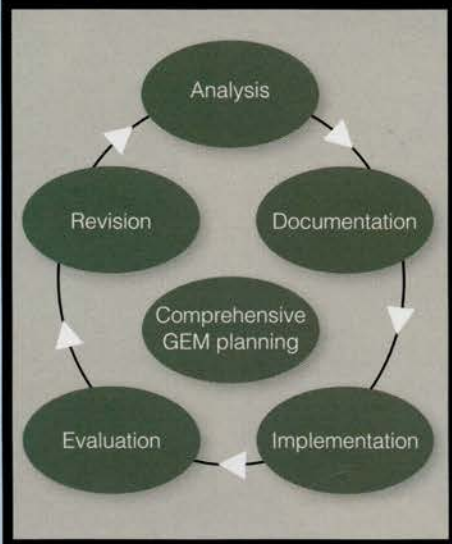 Analysis
Documentation
Implementation
Evaluation
Revision
Comprehensive
GEM planning